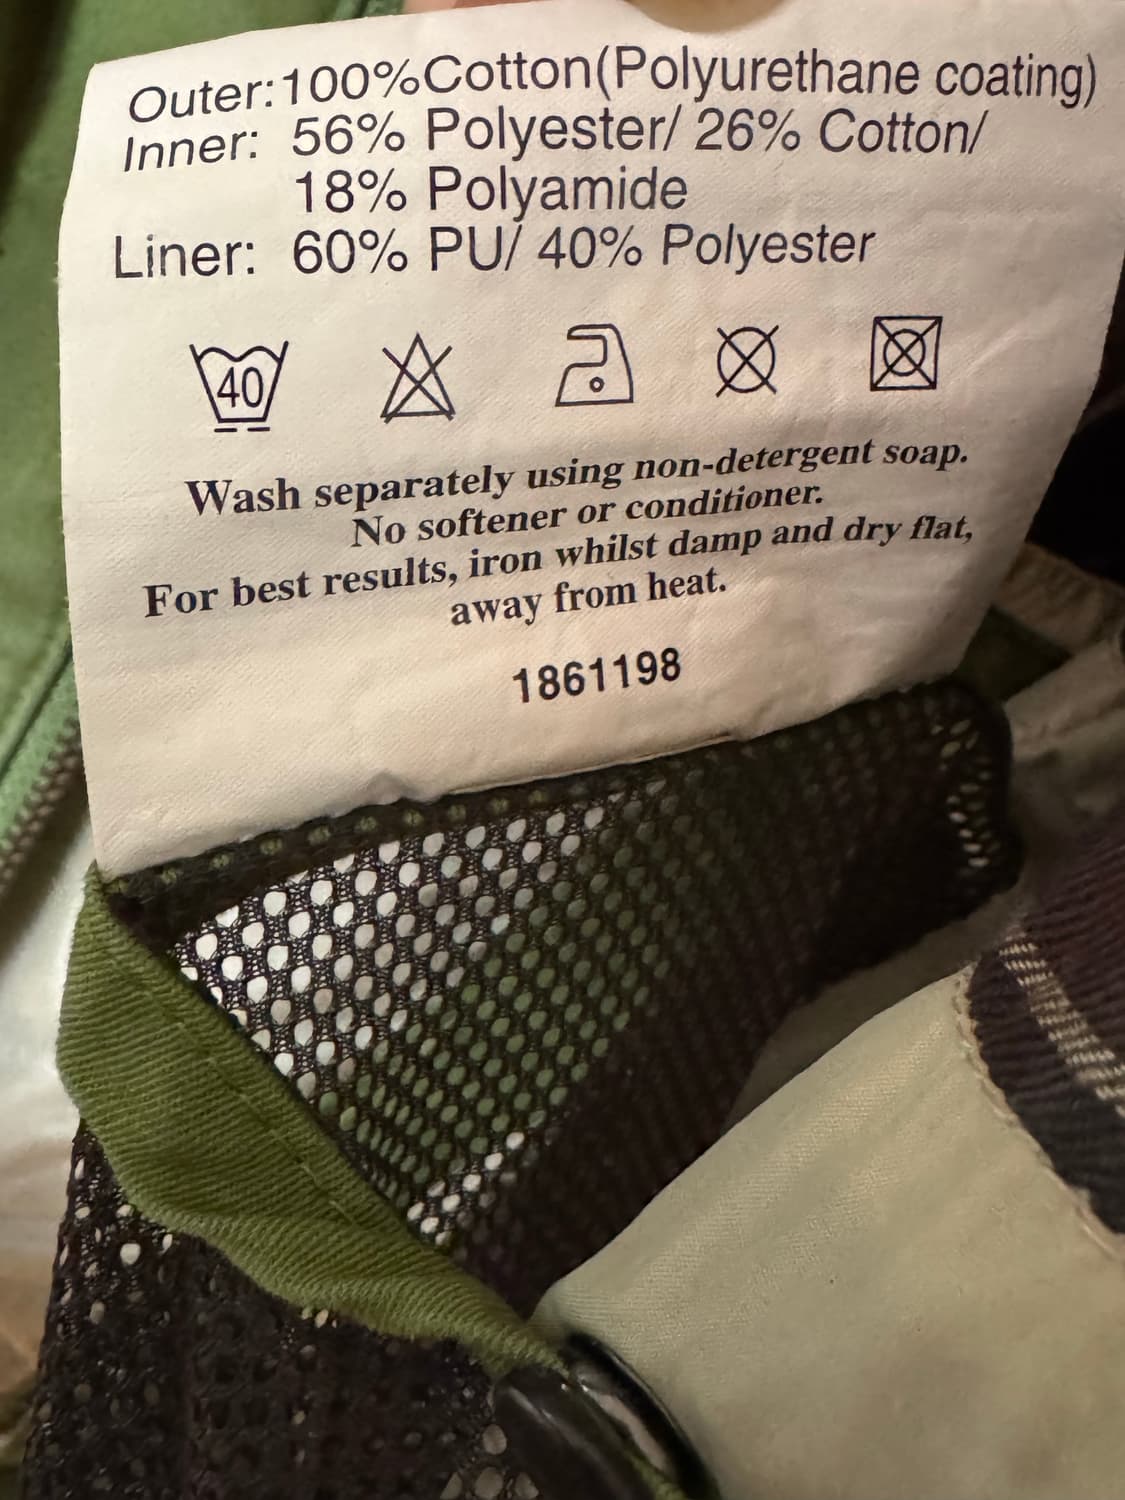 Outer:100%Cotton(Polyurethane coating)
Inner: 56% Polyester/ 26% Cotton/
18% Polyamide
Liner: 60% PU/ 40% Polyester
40
Wash separately using non-detergent soap.
No softener or conditioner.
For best results, iron whilst damp and dry flat,
away from heat.
1861198